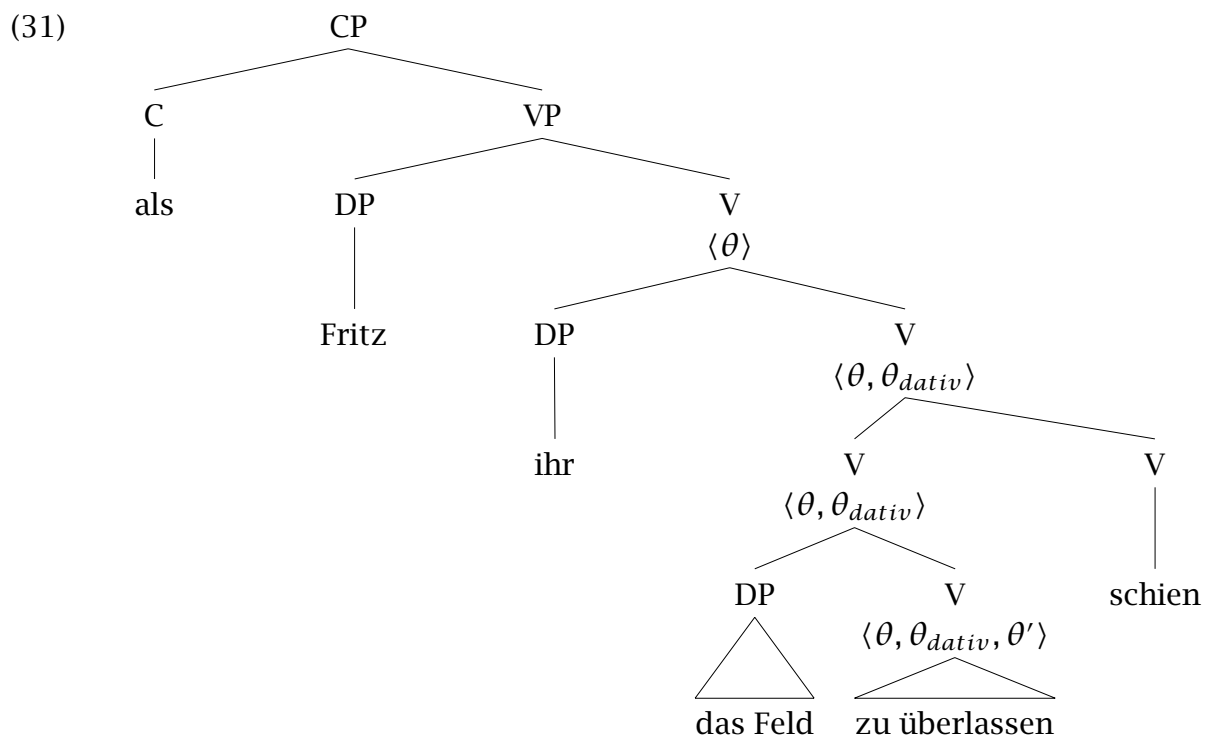 (31) CP
C VP
als DP V
⟨θ⟩
Fritz DP V
⟨θ, θdativ⟩
ihr V V
⟨θ, θdativ⟩
DP V schien
⟨θ, θdativ, θ′⟩
das Feld zu überlassen